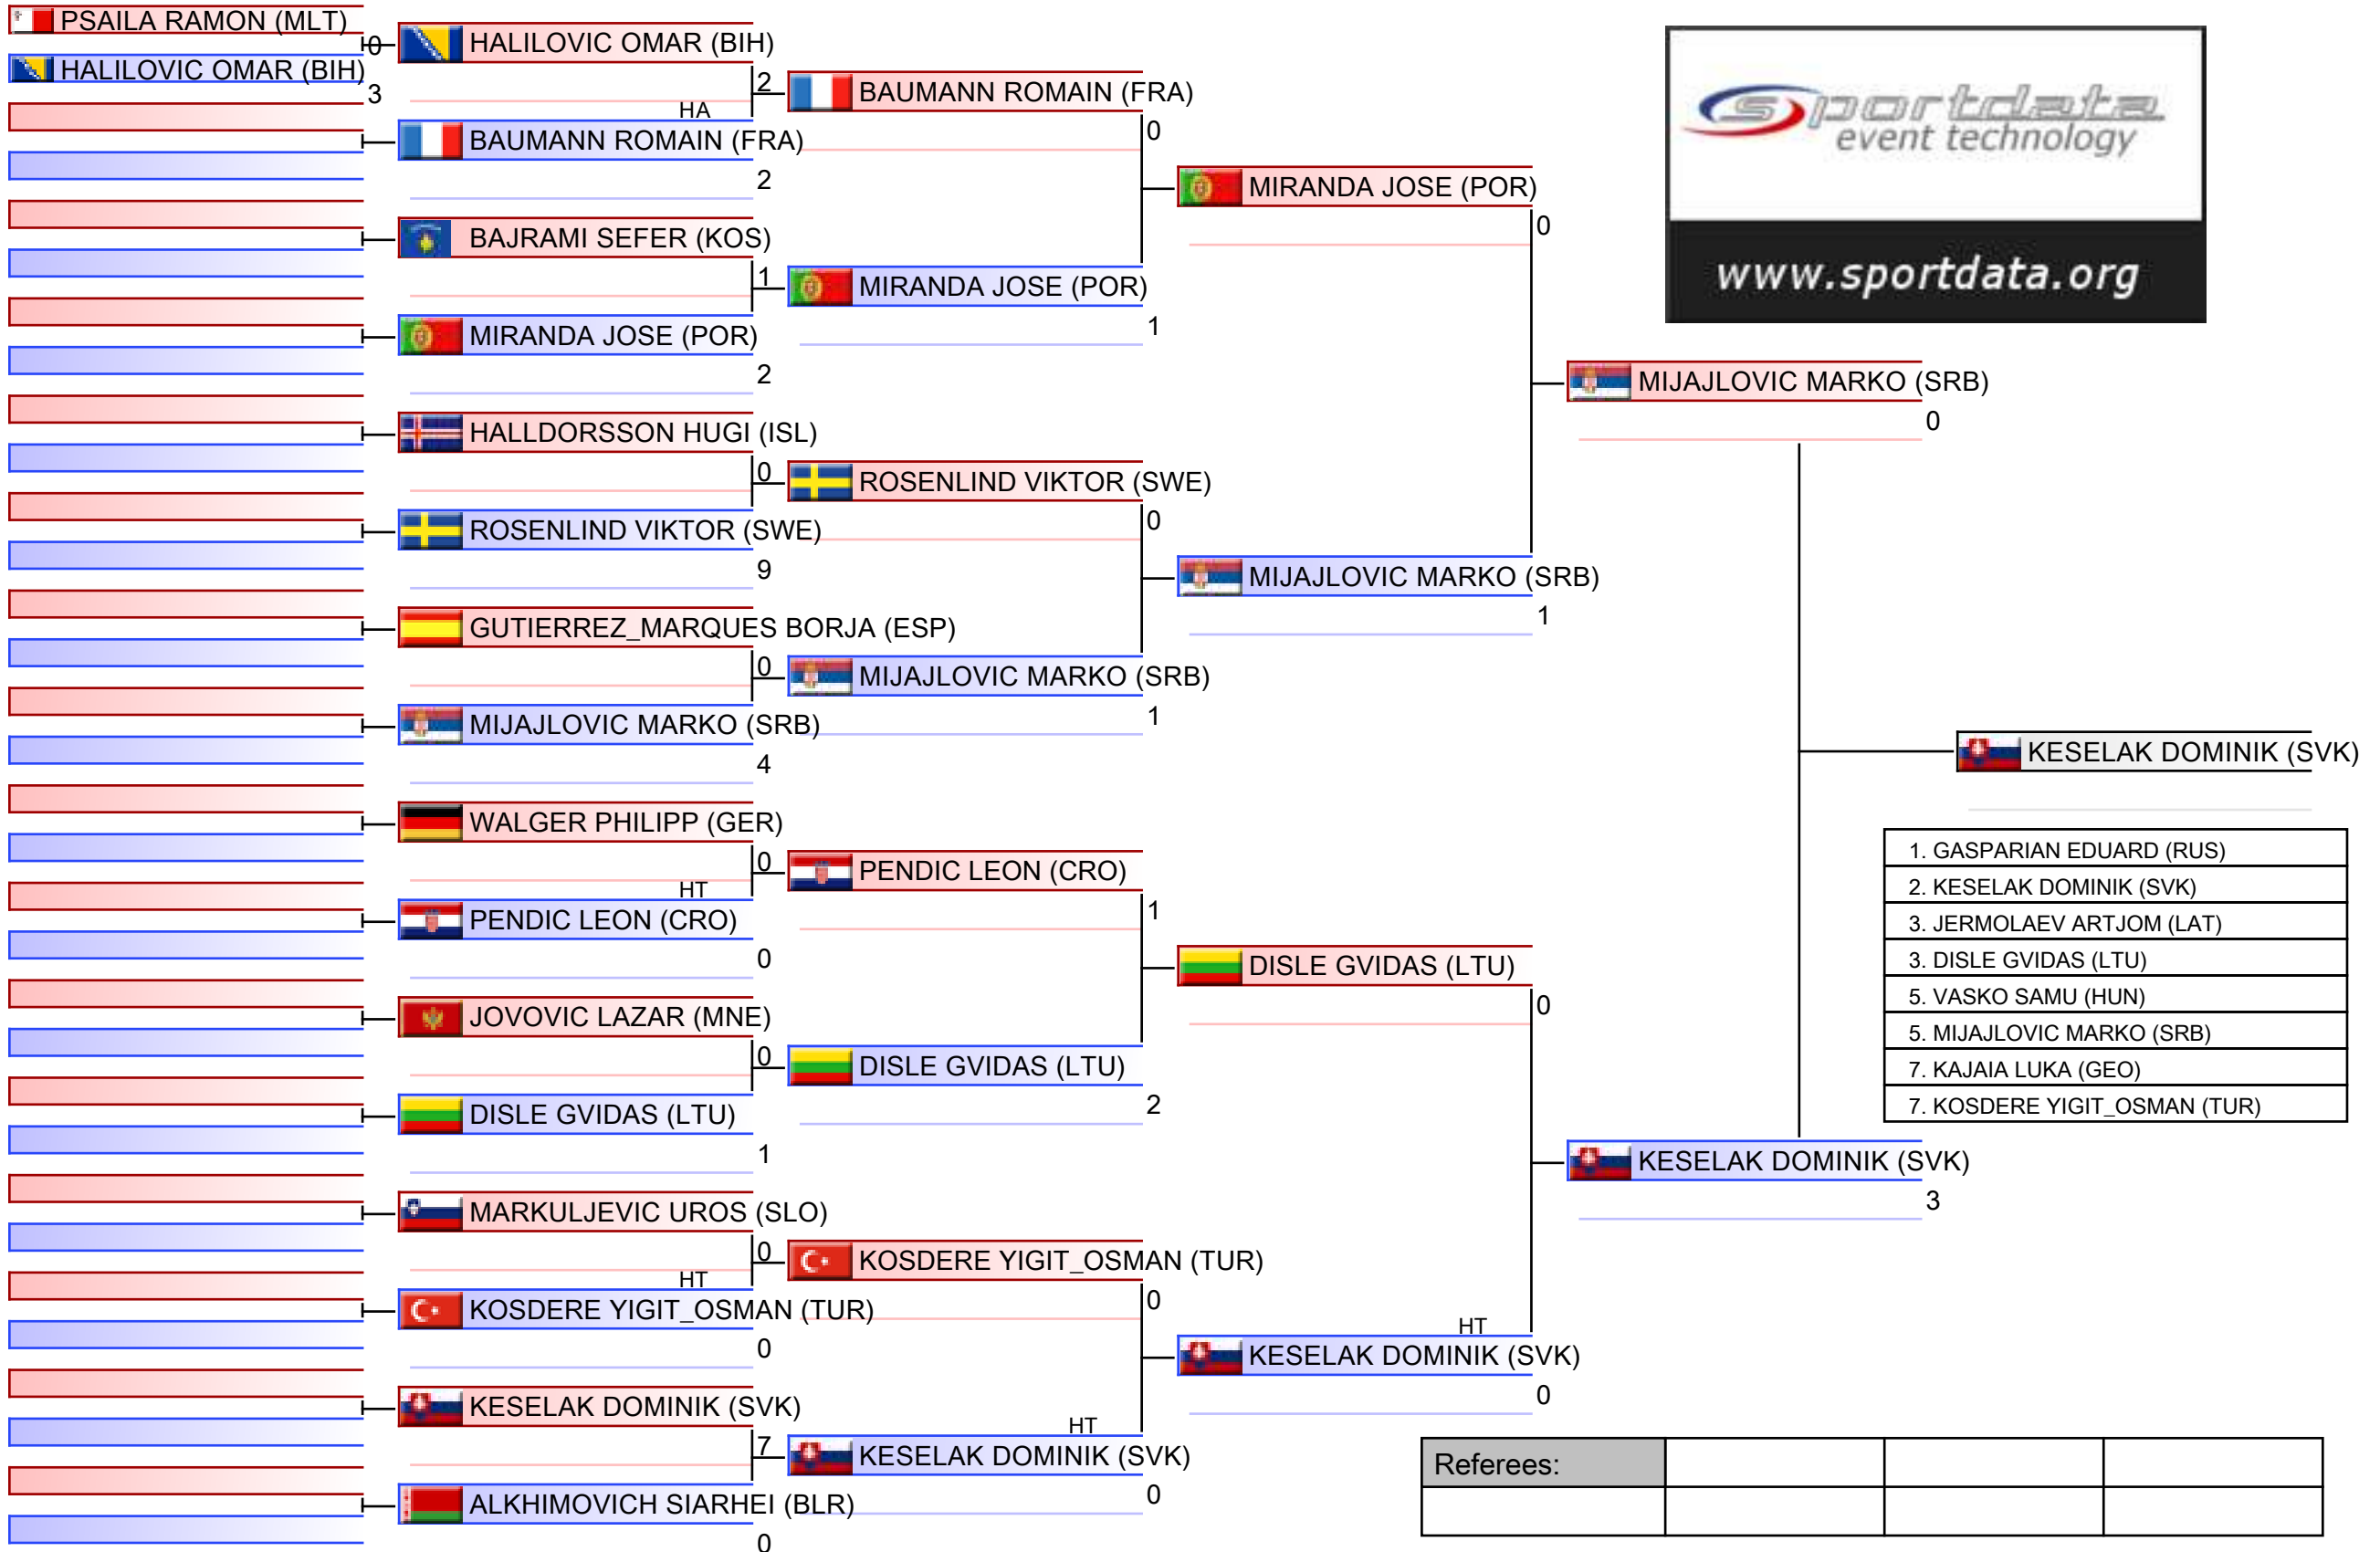 PSAILA RAMON (MLT)
0
HALILOVIC OMAR (BIH)
3
HALILOVIC OMAR (BIH)
2
HA
BAUMANN ROMAIN (FRA)
2
BAJRAMI SEFER (KOS)
1
MIRANDA JOSE (POR)
2
HALLDORSSON HUGI (ISL)
0
ROSENLIND VIKTOR (SWE)
9
GUTIERREZ_MARQUES BORJA (ESP)
0
MIJAJLOVIC MARKO (SRB)
4
WALGER PHILIPP (GER)
0
HT
PENDIC LEON (CRO)
0
JOVOVIC LAZAR (MNE)
0
DISLE GVIDAS (LTU)
1
MARKULJEVIC UROS (SLO)
0
HT
KOSDERE YIGIT_OSMAN (TUR)
0
KESELAK DOMINIK (SVK)
7
ALKHIMOVICH SIARHEI (BLR)
0
BAUMANN ROMAIN (FRA)
0
MIRANDA JOSE (POR)
1
ROSENLIND VIKTOR (SWE)
0
MIJAJLOVIC MARKO (SRB)
1
PENDIC LEON (CRO)
1
DISLE GVIDAS (LTU)
2
KOSDERE YIGIT_OSMAN (TUR)
0
HT
KESELAK DOMINIK (SVK)
0
MIRANDA JOSE (POR)
0
MIJAJLOVIC MARKO (SRB)
1
DISLE GVIDAS (LTU)
0
HT
KESELAK DOMINIK (SVK)
0
MIJAJLOVIC MARKO (SRB)
0
KESELAK DOMINIK (SVK)
3
KESELAK DOMINIK (SVK)
sportdata
event technology
www.sportdata.org
1. GASPARIAN EDUARD (RUS)
2. KESELAK DOMINIK (SVK)
3. JERMOLAEV ARTJOM (LAT)
3. DISLE GVIDAS (LTU)
5. VASKO SAMU (HUN)
5. MIJAJLOVIC MARKO (SRB)
7. KAJAIA LUKA (GEO)
7. KOSDERE YIGIT_OSMAN (TUR)
Referees: